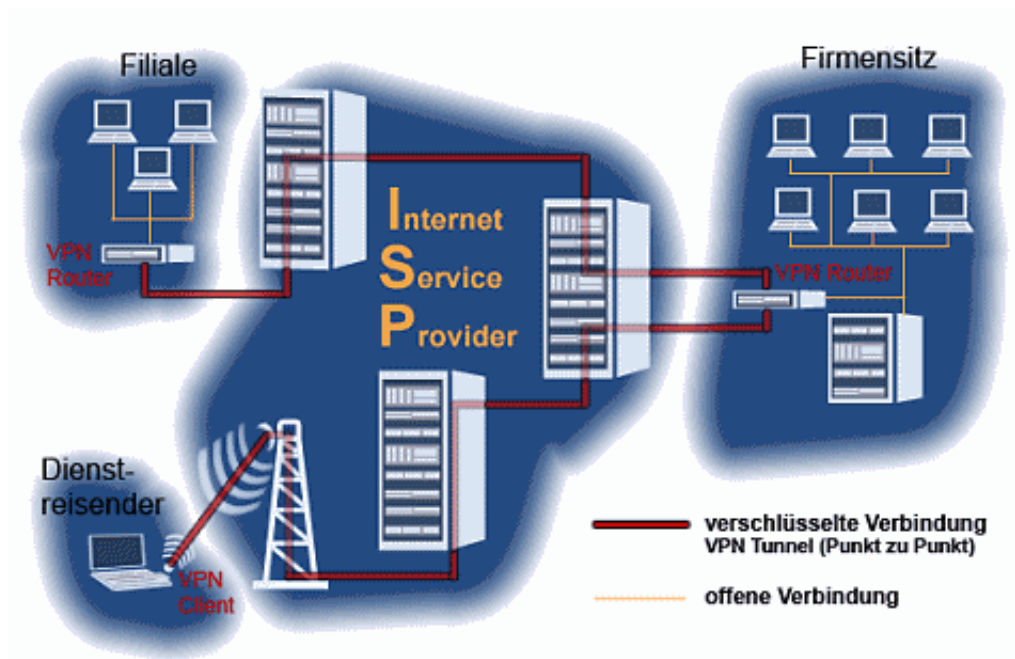 Filiale
Firmensitz
VPN
Router
Internet
Service
Provider
VPN Router
Dienst-
reisender
VPN
Client
verschlüsselte Verbindung
VPN Tunnel (Punkt zu Punkt)
offene Verbindung